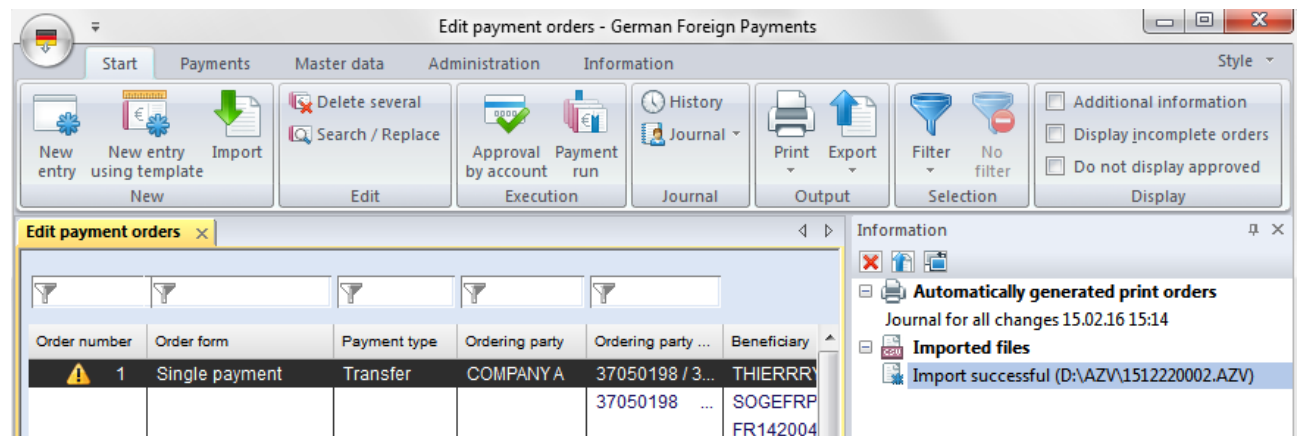 Edit payment orders - German Foreign Payments
Start Payments Master data Administration Information Style
New entry
New entry using template
Import
New
Delete several
Search / Replace
Edit
Approval by account
Payment run
Execution
History
Journal
Journal
Print
Export
Output
Filter
No filter
Selection
Additional information
Display incomplete orders
Do not display approved
Display
Edit payment orders
Order number Order form Payment type Ordering party Ordering party ... Beneficiary
1 Single payment Transfer COMPANY A 37050198 / 3... THIERRRY
37050198 ... SOGEFRP
FR142004
Information
Automatically generated print orders
Journal for all changes 15.02.16 15:14
CSV Imported files
Import successful (D:\AZV\1512220002.AZV)